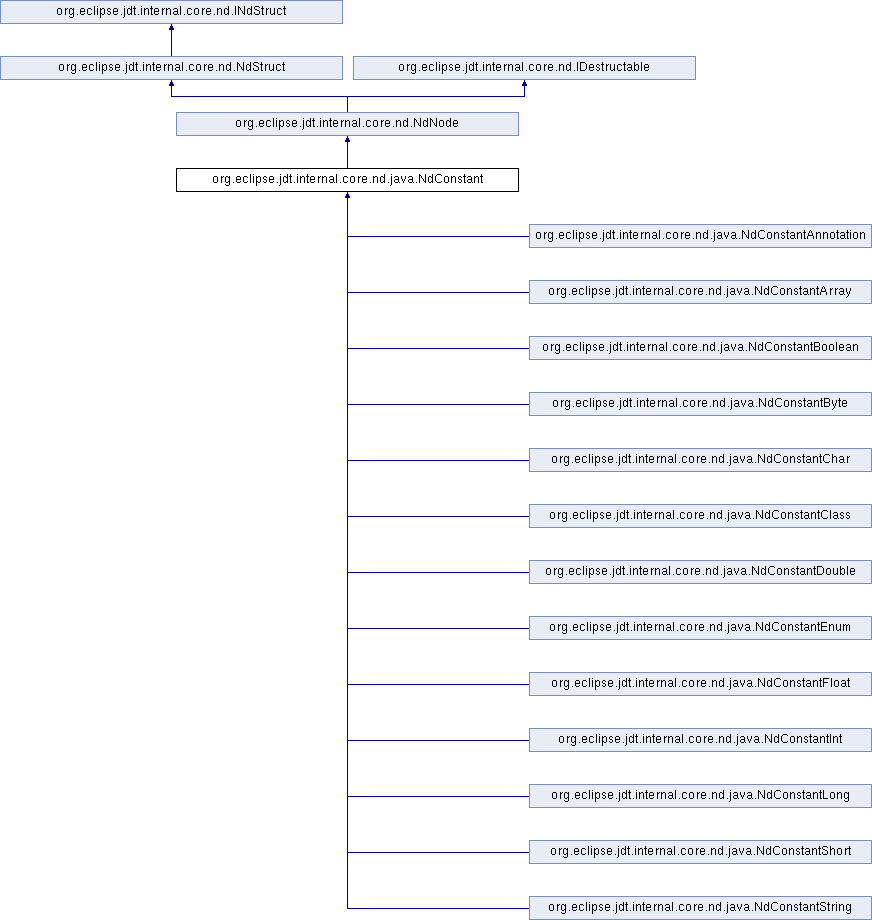 org.eclipse.jdt.internal.core.nd.INdStruct
org.eclipse.jdt.internal.core.nd.NdStruct
org.eclipse.jdt.internal.core.nd.IDestructable
org.eclipse.jdt.internal.core.nd.NdNode
org.eclipse.jdt.internal.core.nd.java.NdConstant
org.eclipse.jdt.internal.core.nd.java.NdConstantAnnotation
org.eclipse.jdt.internal.core.nd.java.NdConstantArray
org.eclipse.jdt.internal.core.nd.java.NdConstantBoolean
org.eclipse.jdt.internal.core.nd.java.NdConstantByte
org.eclipse.jdt.internal.core.nd.java.NdConstantChar
org.eclipse.jdt.internal.core.nd.java.NdConstantClass
org.eclipse.jdt.internal.core.nd.java.NdConstantDouble
org.eclipse.jdt.internal.core.nd.java.NdConstantEnum
org.eclipse.jdt.internal.core.nd.java.NdConstantFloat
org.eclipse.jdt.internal.core.nd.java.NdConstantInt
org.eclipse.jdt.internal.core.nd.java.NdConstantLong
org.eclipse.jdt.internal.core.nd.java.NdConstantShort
org.eclipse.jdt.internal.core.nd.java.NdConstantString